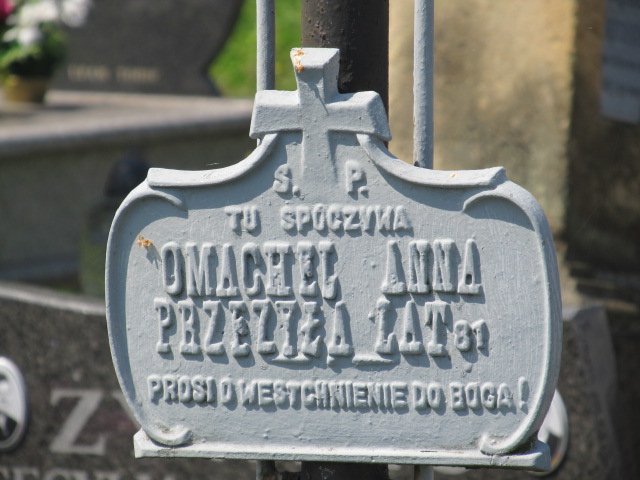 Ś. P.
TU SPOCZYWA
OMACHEL ANNA
PRZEŻYŁA LAT 81
PROSI O WESTCHNIENIE DO BOGA!